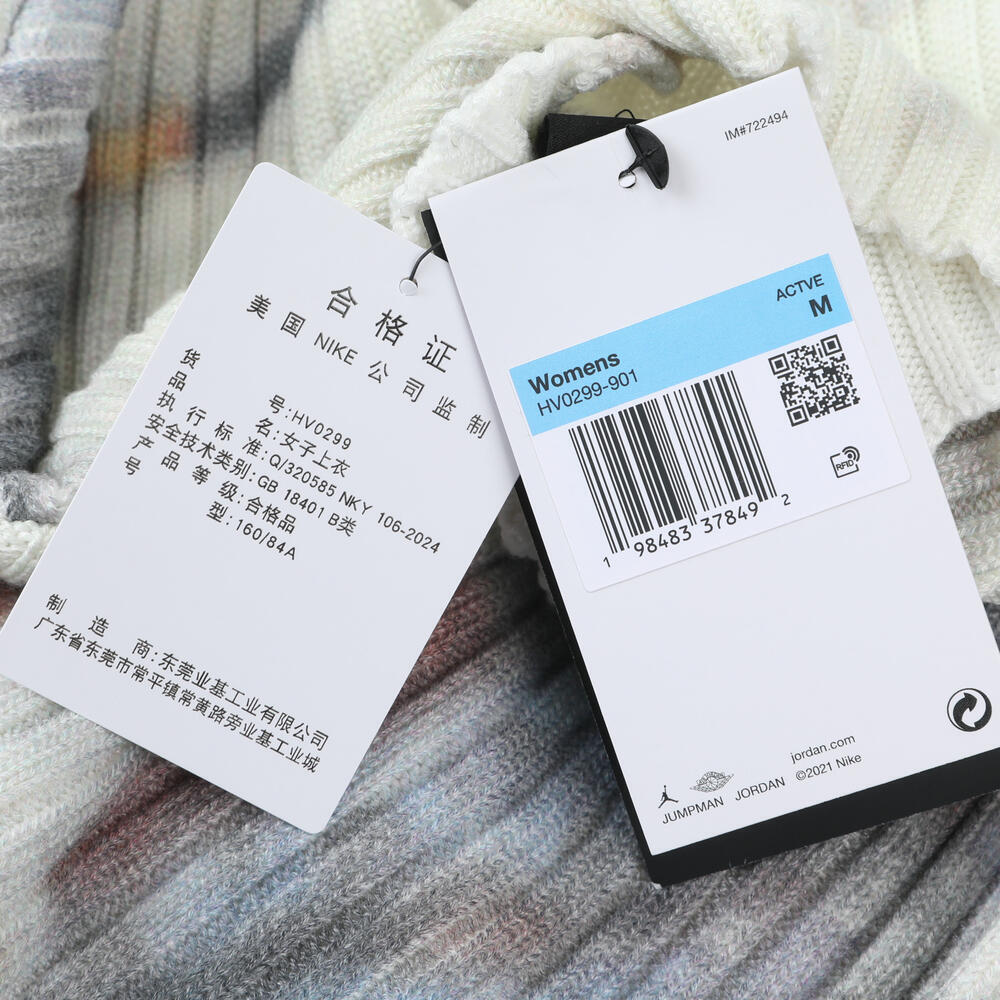 合格证
美国NIKE公司监制
货 号:HV0299
品 名:女子上衣
执行标准:Q/320585 NKY 106-2024
安全技术类别:GB 18401 B类
产品等级:合格品
号 型:160/84A
制造商:东莞业基工业有限公司
广东省东莞市常平镇常黄路旁业基工业城
IM#722494
ACTVE
M
Womens
HV0299-901
RFID
1 98483 37849 2
jordan.com
©2021 Nike
JUMPMAN JORDAN